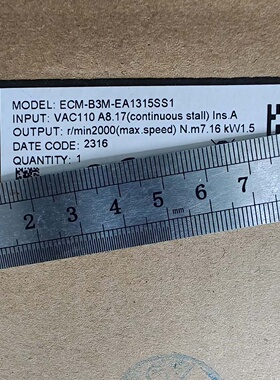 MODEL: ECM-B3M-EA1315SS1
INPUT: VAC110 A8.17(continuous stall) Ins.A
OUTPUT: r/min2000(max.speed) N.m7.16 kW1.5
DATE CODE: 2316
QUANTITY: 1
1 2 3 4 5 6 7